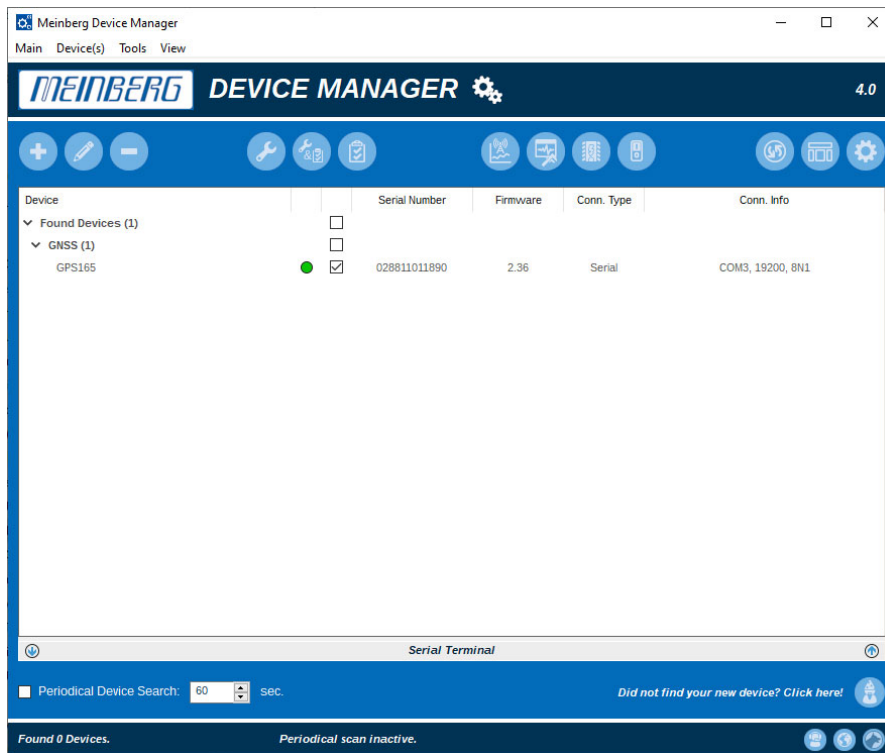 Meinberg Device Manager
Main Device(s) Tools View
MEINBERG DEVICE MANAGER 4.0
Device Serial Number Firmware Conn. Type Conn. Info
Found Devices (1)
GNSS (1)
GPS165 028811011890 2.36 Serial COM3, 19200, 8N1
Serial Terminal
Periodical Device Search: 60 sec. Did not find your new device? Click here!
Found 0 Devices. Periodical scan inactive.